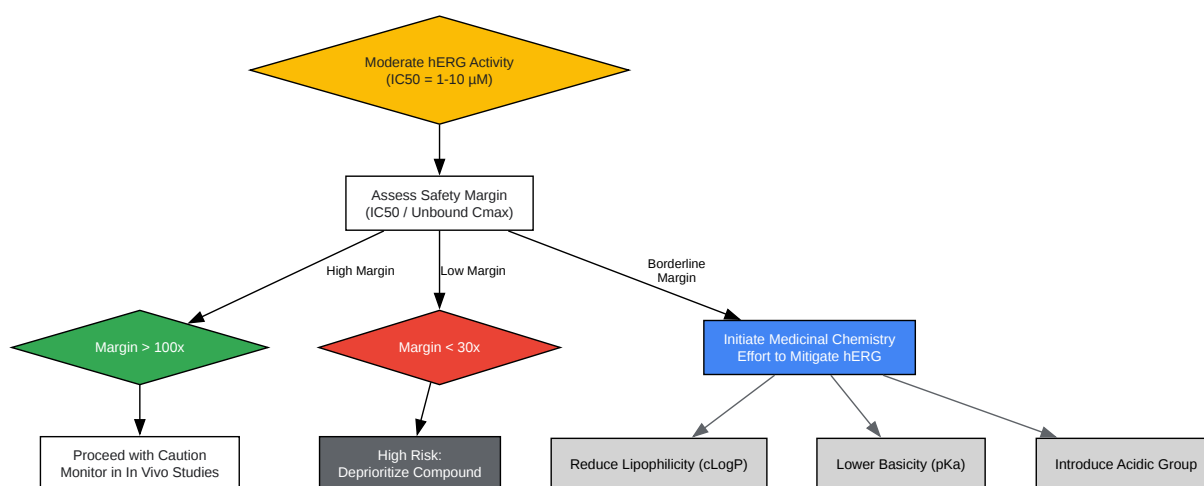 Moderate hERG Activity
(IC50 = 1-10 µM)
Assess Safety Margin
(IC50 / Unbound Cmax)
High Margin
Low Margin
Borderline
Margin
Margin > 100x
Margin < 30x
Initiate Medicinal Chemistry
Effort to Mitigate hERG
Proceed with Caution
Monitor in In Vivo Studies
High Risk:
Deprioritize Compound
Reduce Lipophilicity (cLogP)
Lower Basicity (pKa)
Introduce Acidic Group